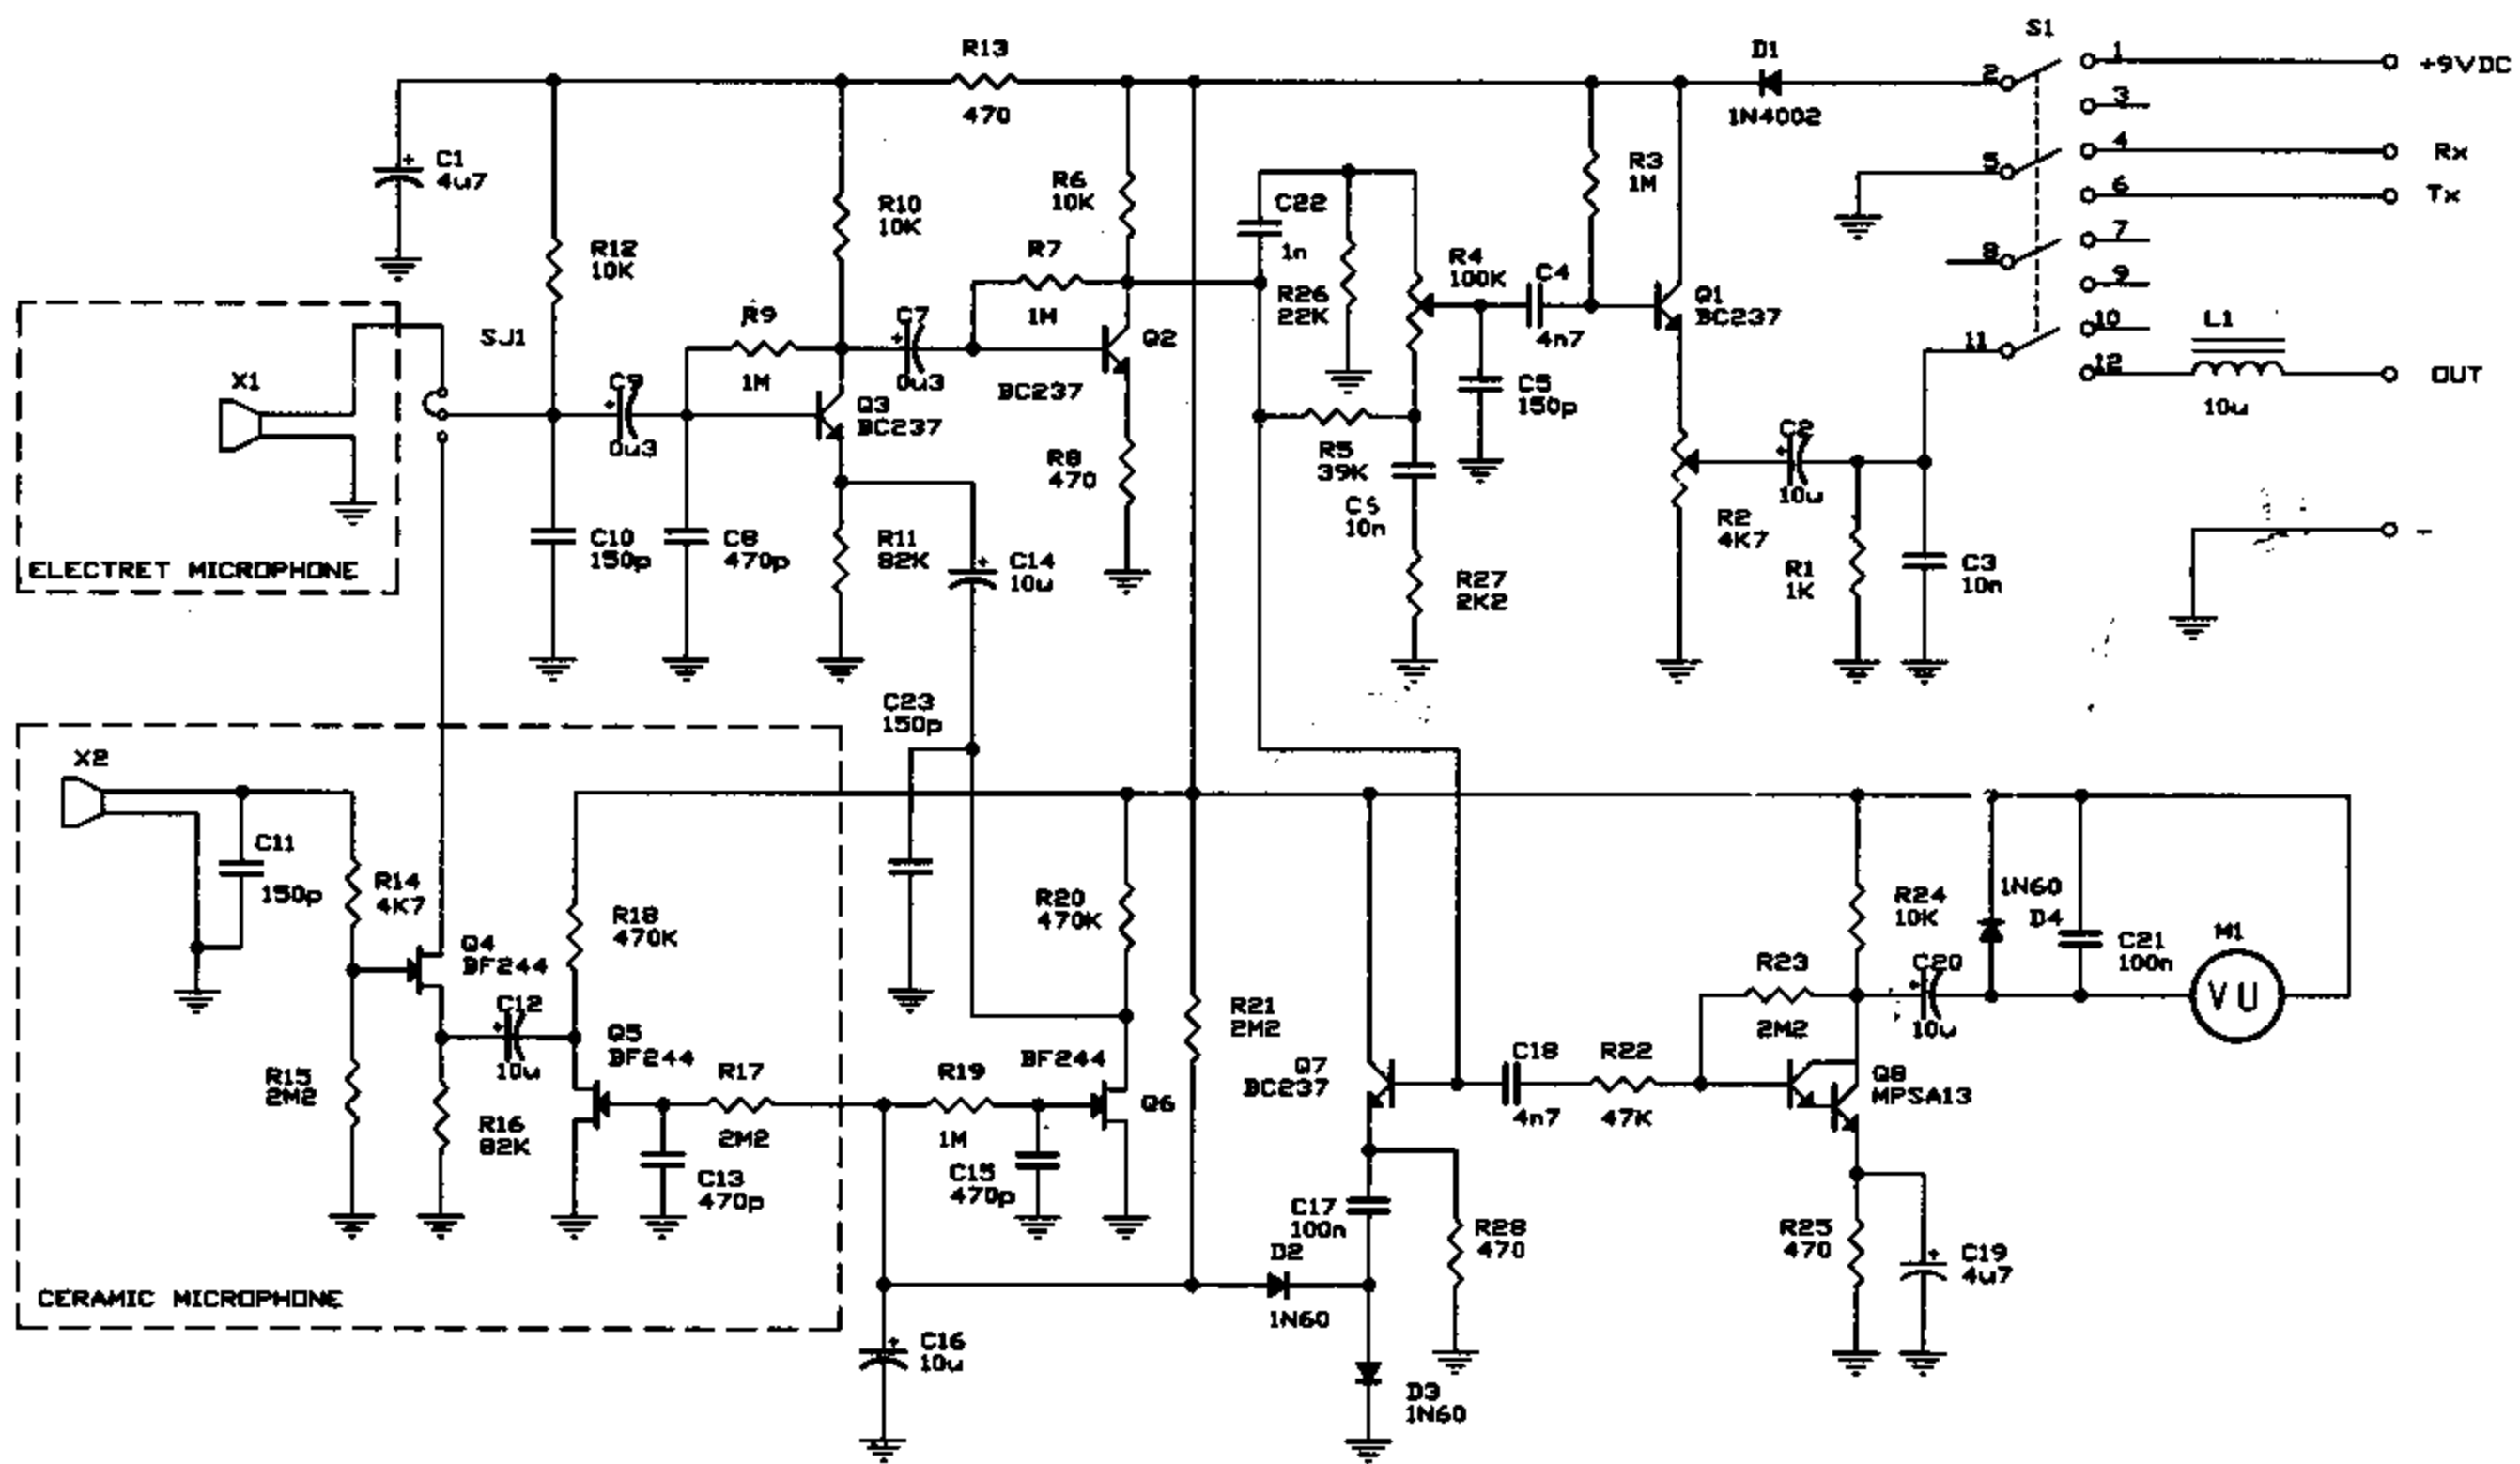 S1
R13
470
D1
1N4002
2
1
+9VDC
3
5
4
Rx
6
Tx
8
7
9
10
11
12
L1
10u
OUT
-
+
C1
4u7
R12
10K
R10
10K
R6
10K
R7
1M
C22
1n
R26
22K
R4
100K
C4
4n7
R3
1M
Q1
BC237
X1
ELECTRET MICROPHONE
SJ1
C9
+
0u3
R9
1M
C7
+
0u3
Q3
BC237
Q2
BC237
R8
470
R5
39K
C6
10n
C5
150p
R27
2K2
C2
+
10u
R2
4K7
R1
1K
C3
10n
C10
150p
C8
470p
R11
82K
+
C14
10u
C23
150p
X2
C11
150p
R14
4K7
Q4
BF244
R15
2M2
C12
+
10u
R16
82K
R18
470K
Q5
BF244
R17
2M2
C13
470p
CERAMIC MICROPHONE
R20
470K
R19
1M
BF244
Q6
C15
470p
R21
2M2
+
C16
10u
Q7
BC237
C17
100n
D2
1N60
D3
1N60
R28
470
C18
4n7
R22
47K
R23
2M2
R24
10K
C20
+
10u
Q8
MPSA13
R25
470
+
C19
4u7
1N60
D4
C21
100n
M1
VU